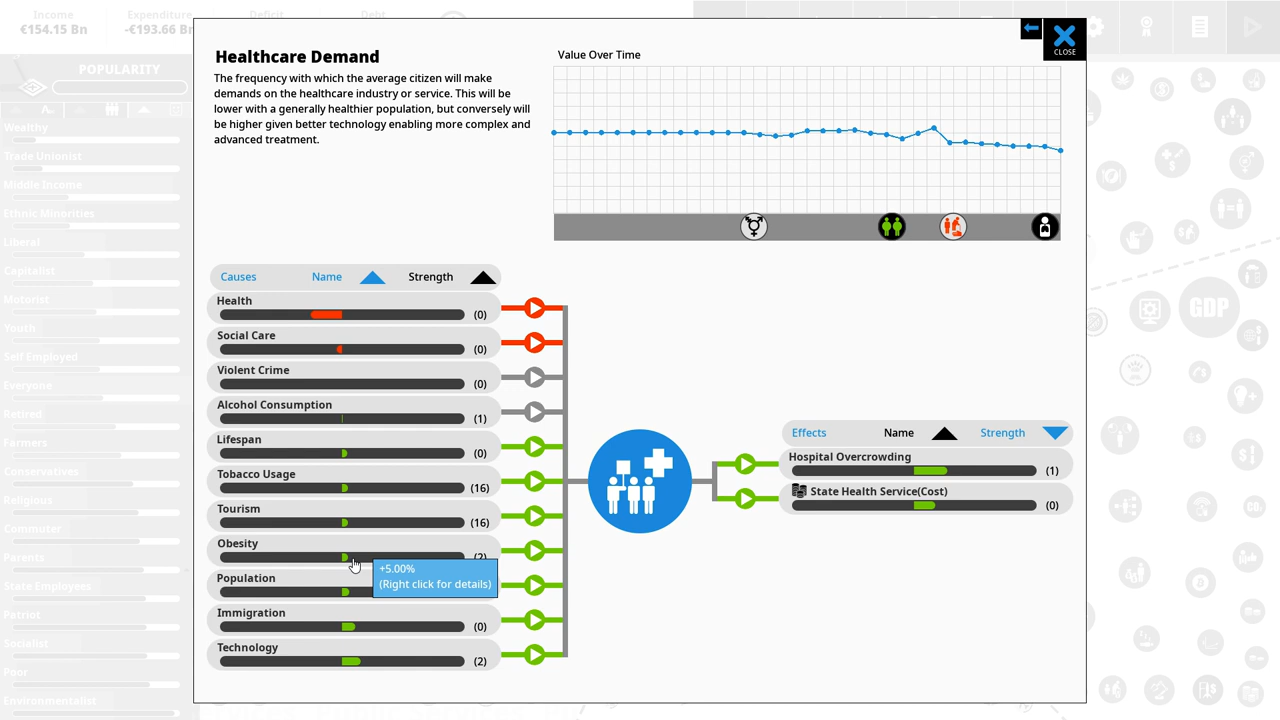 Income
Expenditure
Deficit
Debt
€154.15 Bn
-€193.66 Bn
POPULARITY
Wealthy
Trade Unionist
Middle Income
Ethnic Minorities
Liberal
Capitalist
Motorist
Youth
Self Employed
Everyone
Retired
Farmers
Conservatives
Religious
Commuter
Parents
State Employees
Patriot
Socialist
Poor
Environmentalist
Healthcare Demand
The frequency with which the average citizen will make
demands on the healthcare industry or service. This will be
lower with a generally healthier population, but conversely will
be higher given better technology enabling more complex and
advanced treatment.
Value Over Time
CLOSE
Causes Name Strength
Health
(0)
Social Care
(0)
Violent Crime
(0)
Alcohol Consumption
(1)
Lifespan
(0)
Tobacco Usage
(16)
Tourism
(16)
Obesity
(2)
+5.00%
(Right click for details)
Population
Immigration
(0)
Technology
(2)
Effects Name Strength
Hospital Overcrowding
(1)
State Health Service(Cost)
(0)
GDP